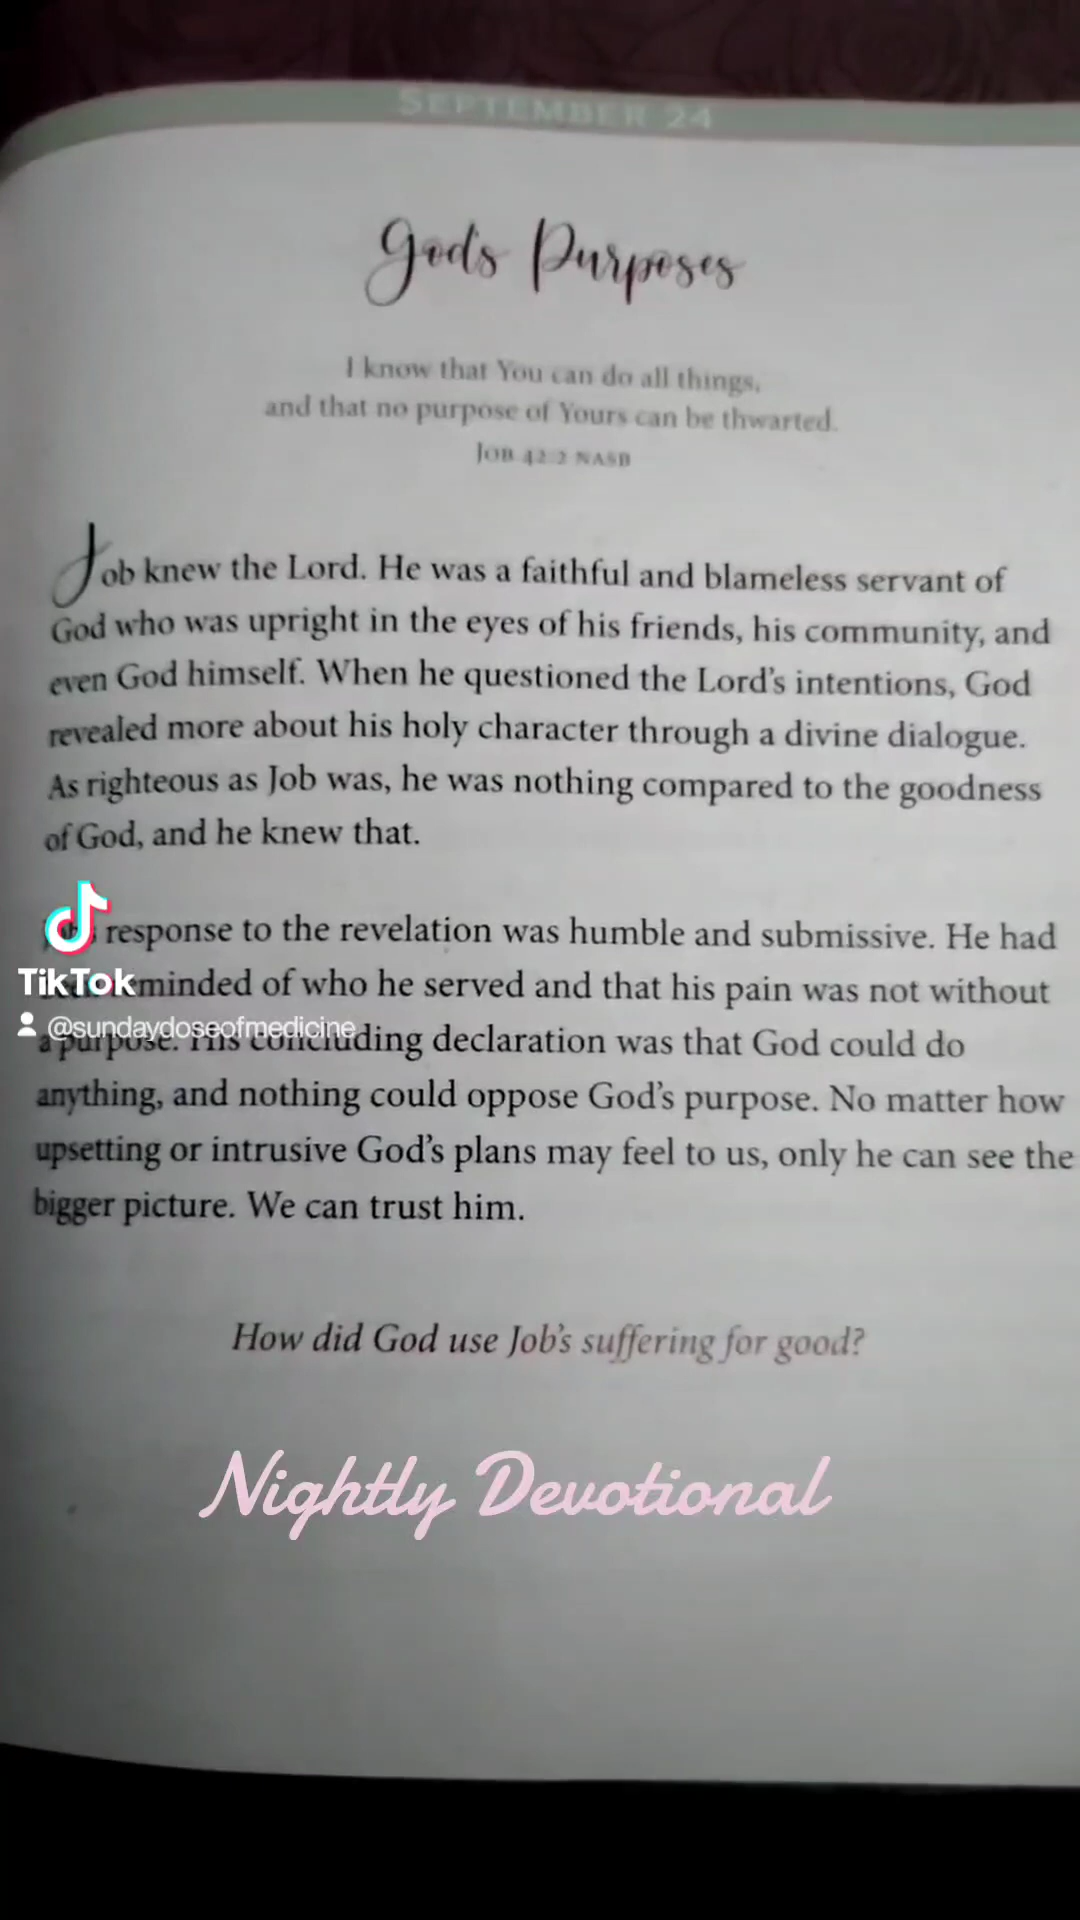 SEPTEMBER 24
God's Purposes
I know that You can do all things,
and that no purpose of Yours can be thwarted.
JOB 42:2 NASB
Job knew the Lord. He was a faithful and blameless servant of
God who was upright in the eyes of his friends, his community, and
even God himself. When he questioned the Lord's intentions, God
revealed more about his holy character through a divine dialogue.
As righteous as Job was, he was nothing compared to the goodness
of God, and he knew that.
response to the revelation was humble and submissive. He had
minded of who he served and that his pain was not without
a purpose. His concluding declaration was that God could do
anything, and nothing could oppose God's purpose. No matter how
upsetting or intrusive God's plans may feel to us, only he can see the
bigger picture. We can trust him.
TikTok
@sundaydoseofmedicine
How did God use Job's suffering for good?
Nightly Devotional